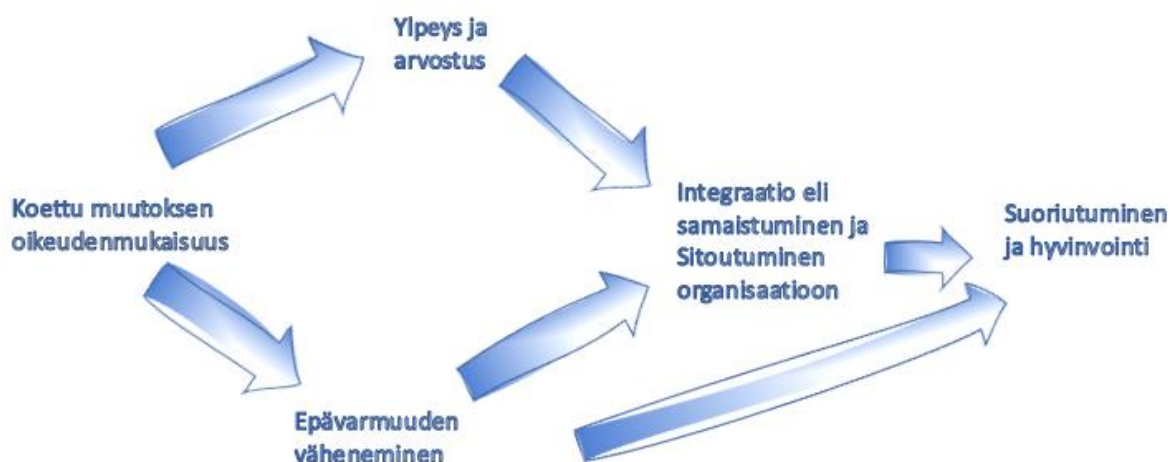 Ylpeys ja
arvostus
Koettu muutoksen
oikeudenmukaisuus
Integraatio eli
samaistuminen ja
Sitoutuminen
organisaatioon
Suoriutuminen
ja hyvinvointi
Epävarmuuden
väheneminen